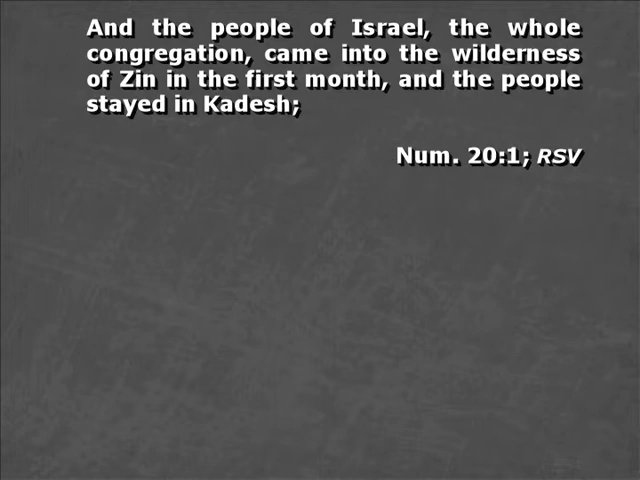 And the people of Israel, the whole
congregation, came into the wilderness
of Zin in the first month, and the people
stayed in Kadesh;
Num. 20:1; RSV